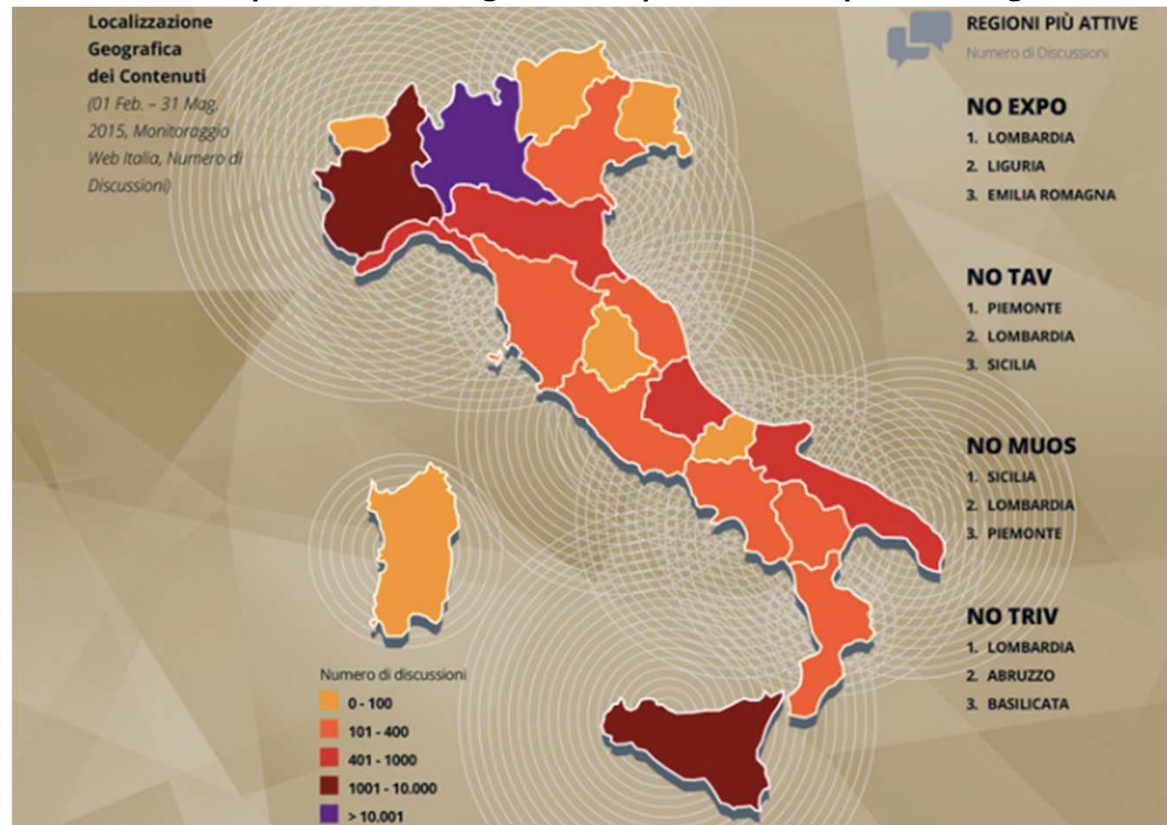 Localizzazione
Geografica
dei Contenuti
(01 Feb. – 31 Mag.
2015, Monitoraggio
Web Italia, Numero di
Discussioni)
REGIONI PIÙ ATTIVE
Numero di Discussioni
NO EXPO
1. LOMBARDIA
2. LIGURIA
3. EMILIA ROMAGNA
NO TAV
1. PIEMONTE
2. LOMBARDIA
3. SICILIA
NO MUOS
1. SICILIA
2. LOMBARDIA
3. PIEMONTE
NO TRIV
1. LOMBARDIA
2. ABRUZZO
3. BASILICATA
Numero di discussioni
0 - 100
101 - 400
401 - 1000
1001 - 10.000
> 10.001